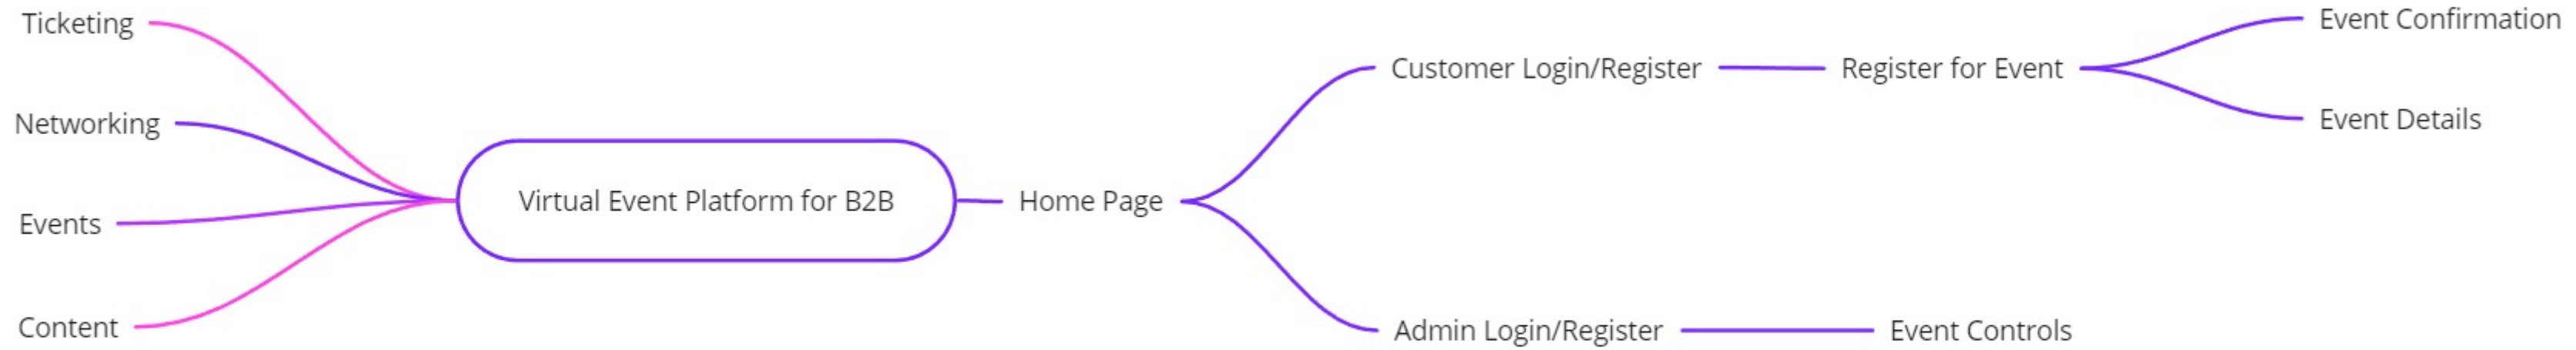 Ticketing
Networking
Events
Content
Virtual Event Platform for B2B
Home Page
Customer Login/Register
Register for Event
Event Confirmation
Event Details
Admin Login/Register
Event Controls